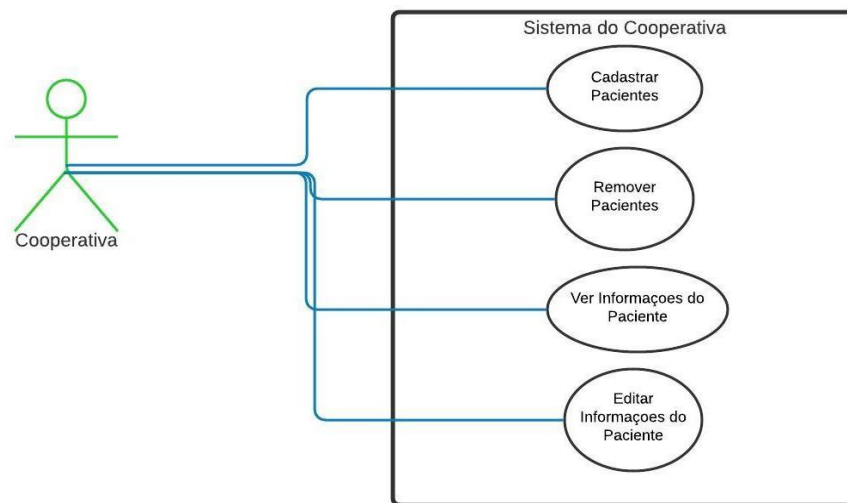 Sistema do Cooperativa
Cadastrar
Pacientes
Remover
Pacientes
Cooperativa
Ver Informaçoes do
Paciente
Editar
Informaçoes do
Paciente